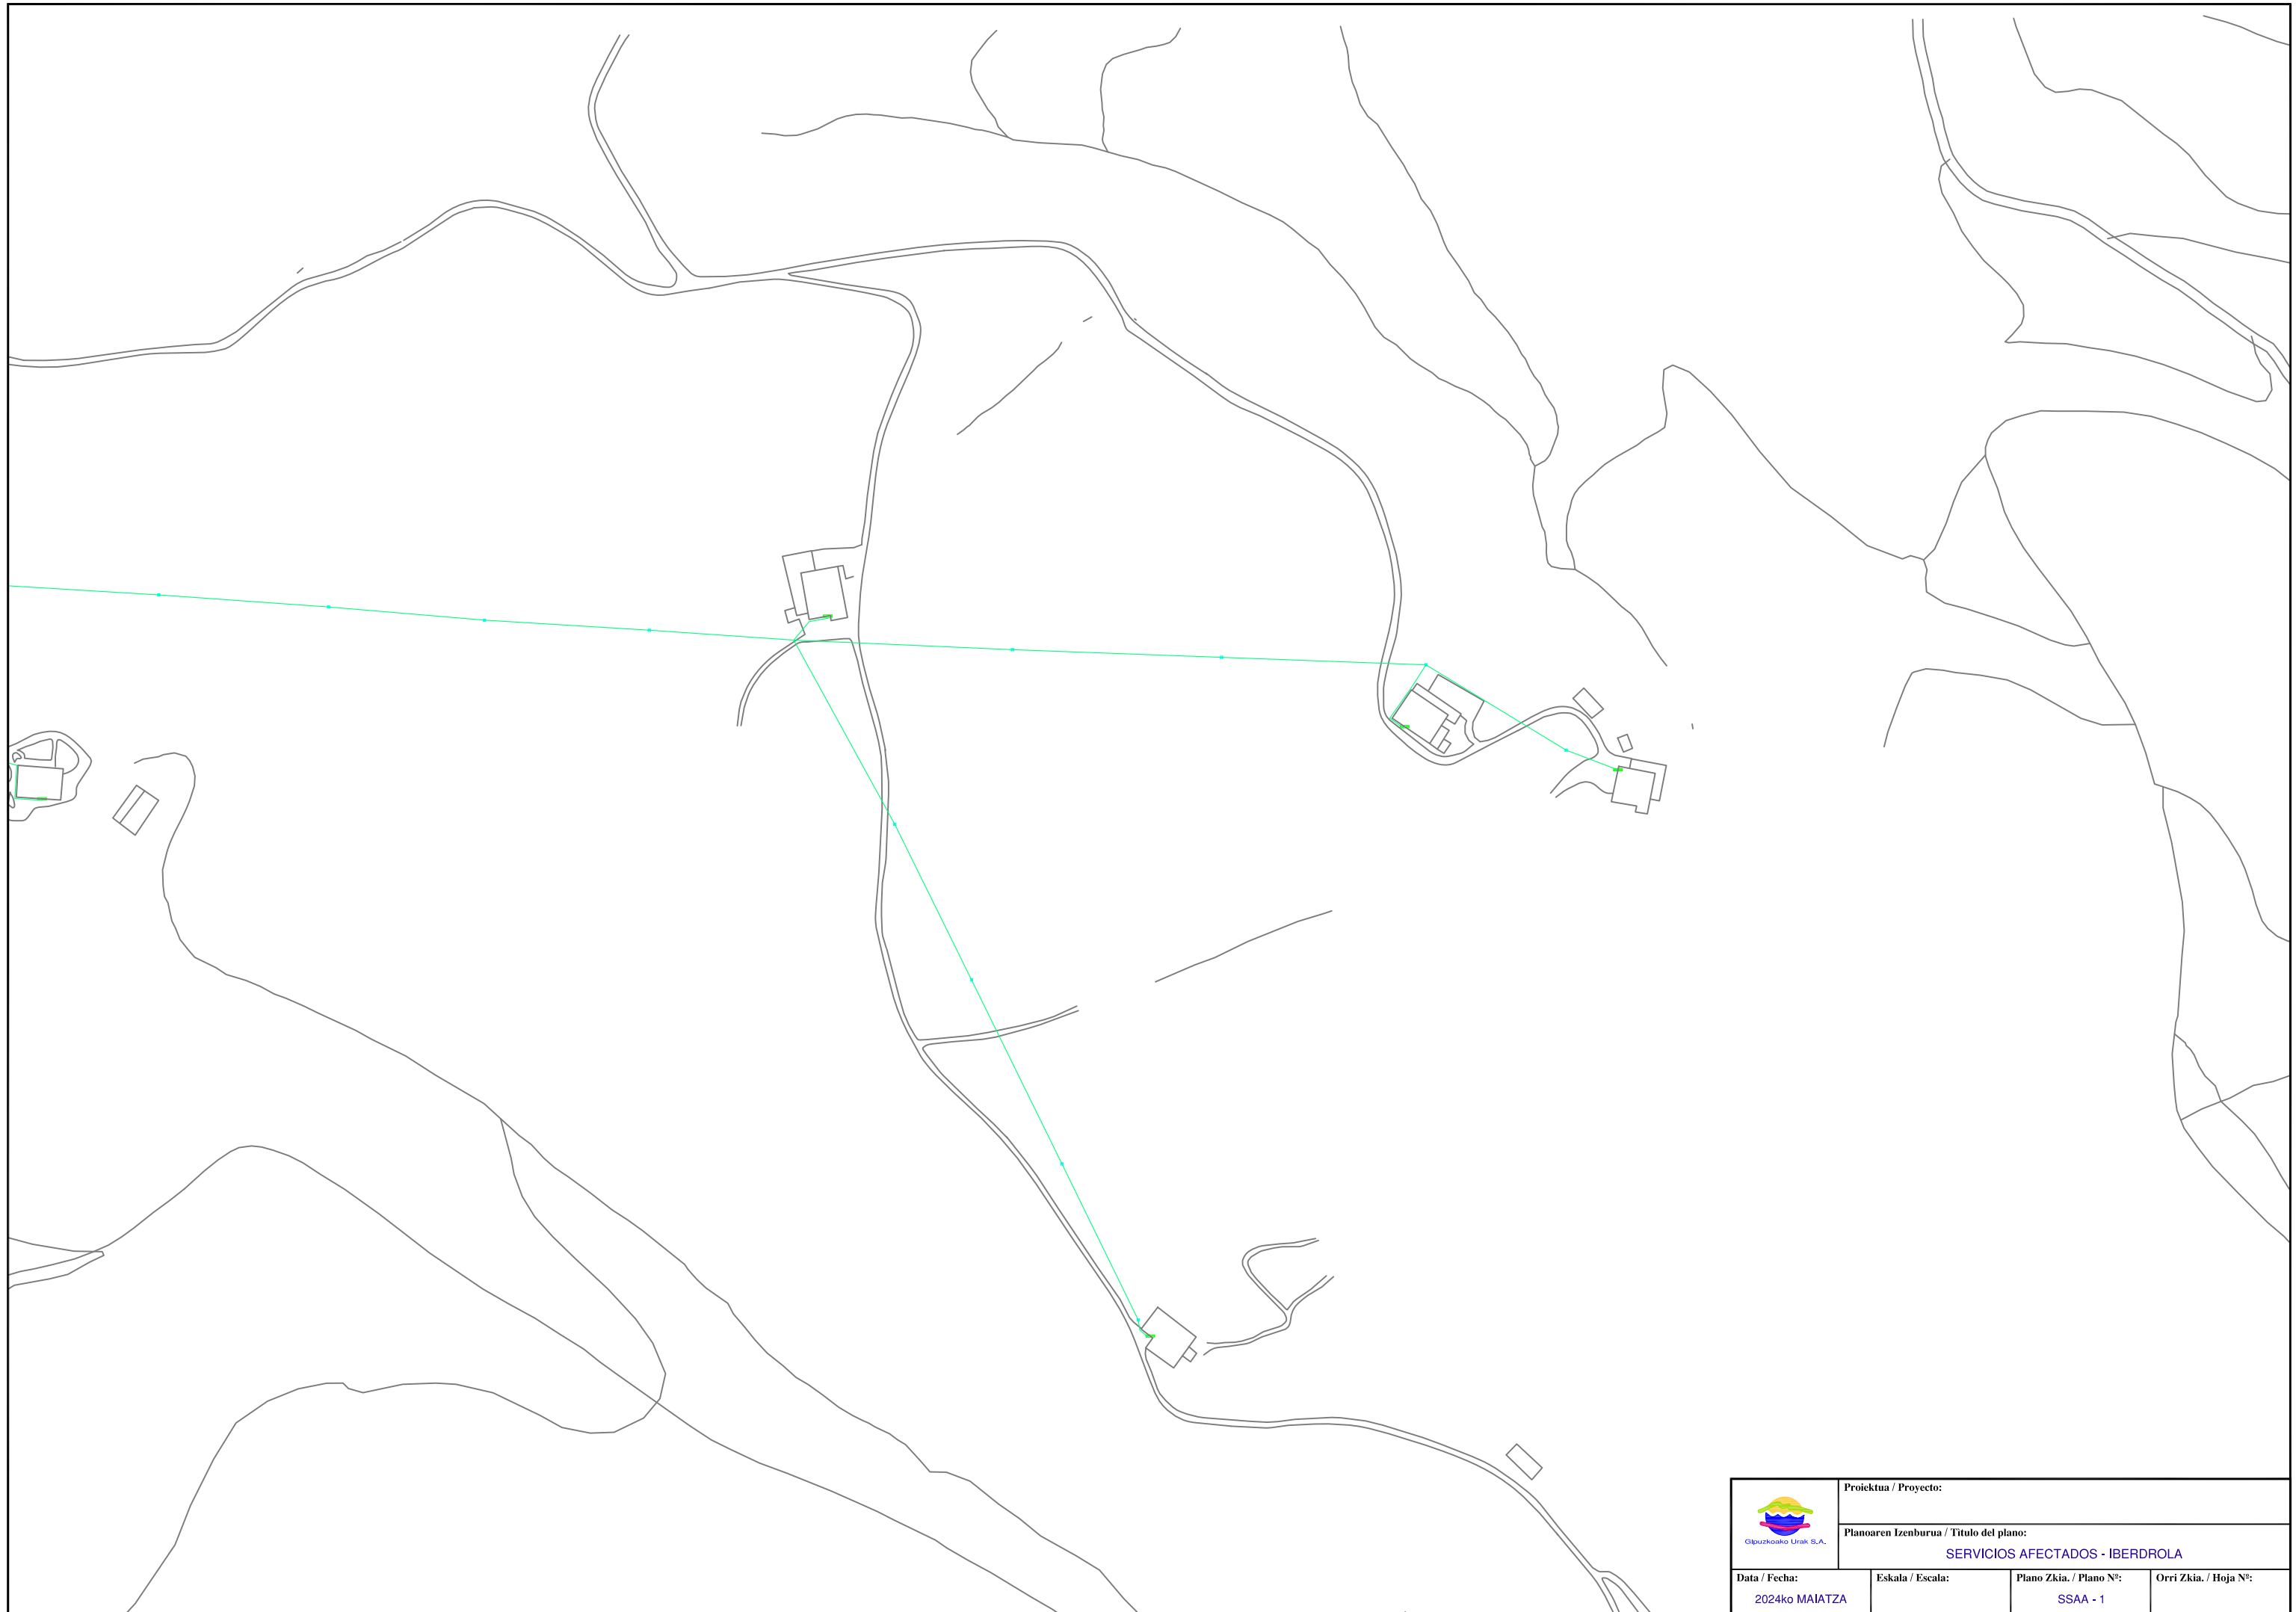 Gipuzkoako Urak S.A.
Proiektua / Proyecto:
Planoaren Izenburua / Titulo del plano:
SERVICIOS AFECTADOS - IBERDROLA
Data / Fecha:
2024ko MAIATZA
Eskala / Escala:
Plano Zkia. / Plano Nº:
SSAA - 1
Orri Zkia. / Hoja Nº: